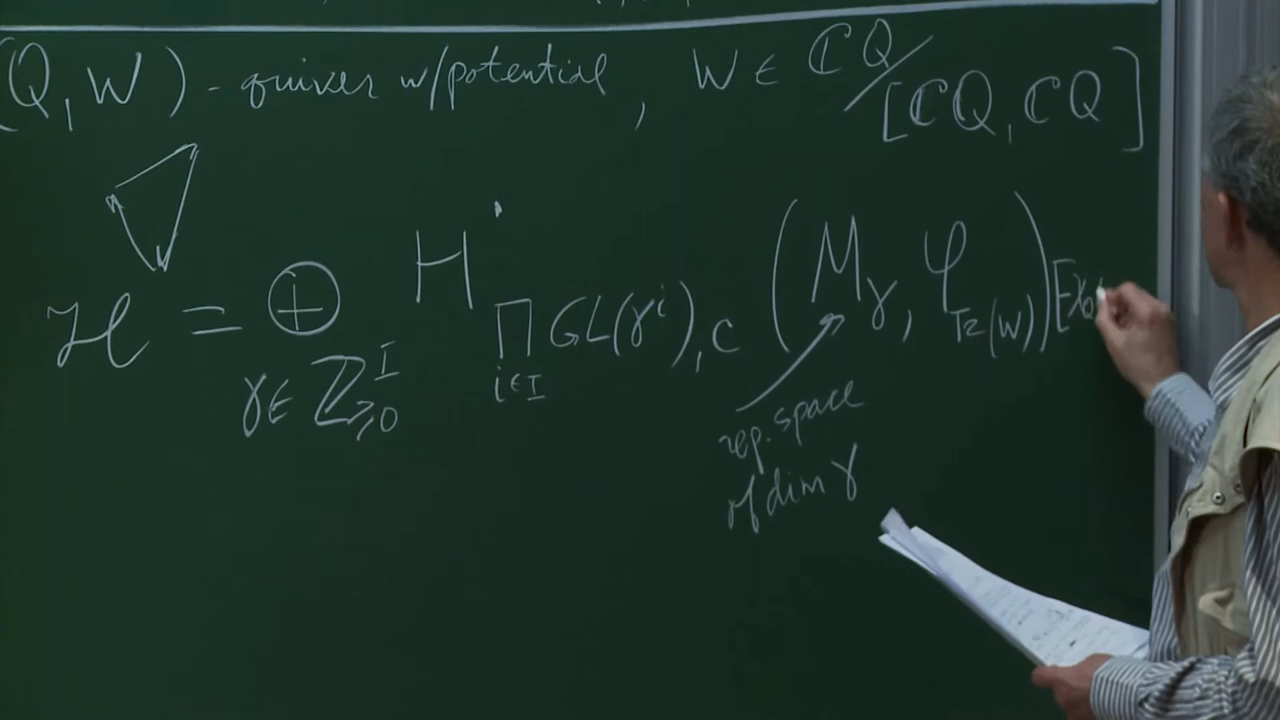 (Q, W) - quiver w/potential, W ∈ ℂQ/[ℂQ, ℂQ]
ℋ = ⊕_{γ∈ℤ^I_{≥0}} H^•_{∏_{i∈I} GL(γ^i), c} (M_γ, φ_{Tr(W)})[
rep. space
of dim γ